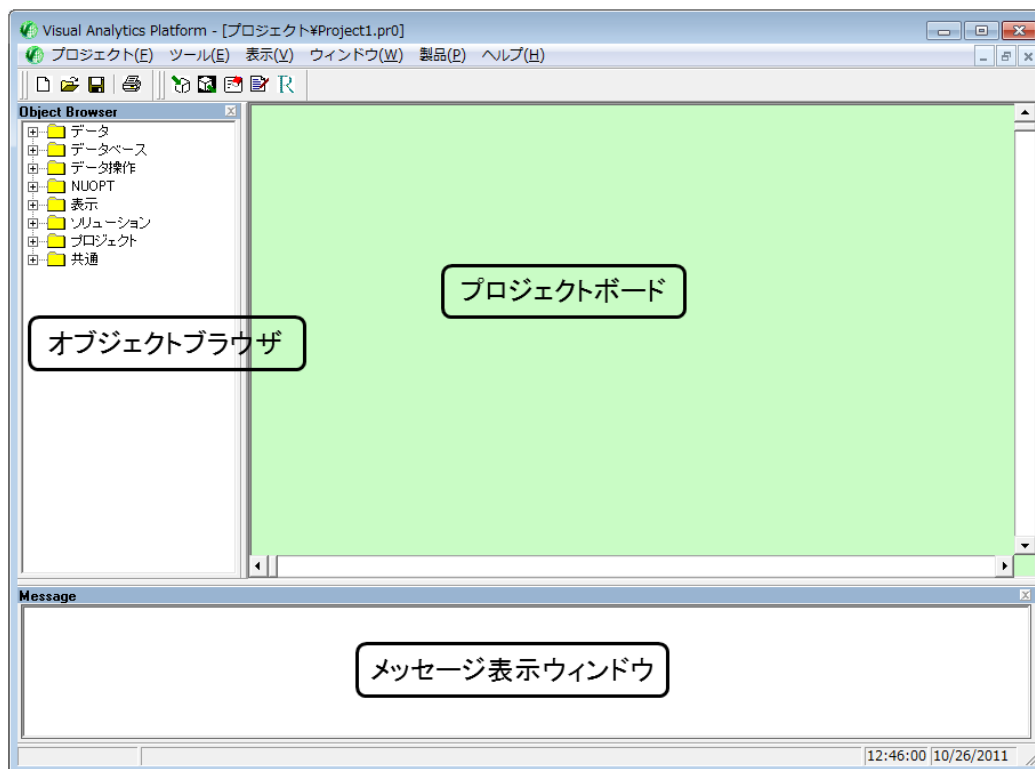 Visual Analytics Platform - [プロジェクト¥Project1.pr0]
プロジェクト(F) ツール(E) 表示(V) ウィンドウ(W) 製品(P) ヘルプ(H)
R
Object Browser
データ
データベース
データ操作
NUOPT
表示
ソリューション
プロジェクト
共通
プロジェクトボード
オブジェクトブラウザ
Message
メッセージ表示ウィンドウ
12:46:00 10/26/2011